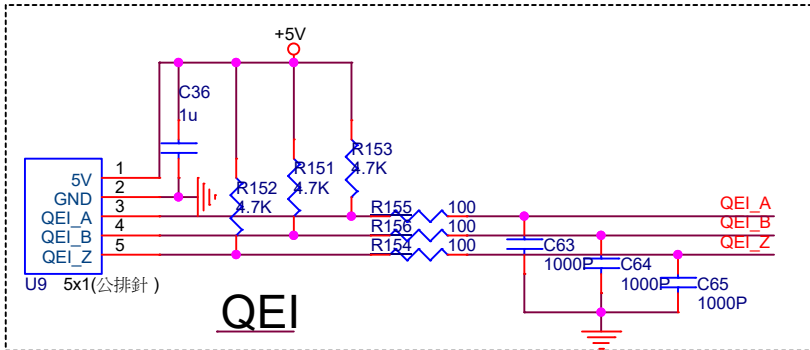 +5V
C36
1u
R153
4.7K
R151
4.7K
R152
4.7K
1
5V
2
GND
3
QEI_A
4
QEI_B
5
QEI_Z
U9 5x1(公排針 )
R155 100
R156 100
R154 100
QEI_A
QEI_B
QEI_Z
C63
1000P
C64
1000P
C65
1000P
QEI